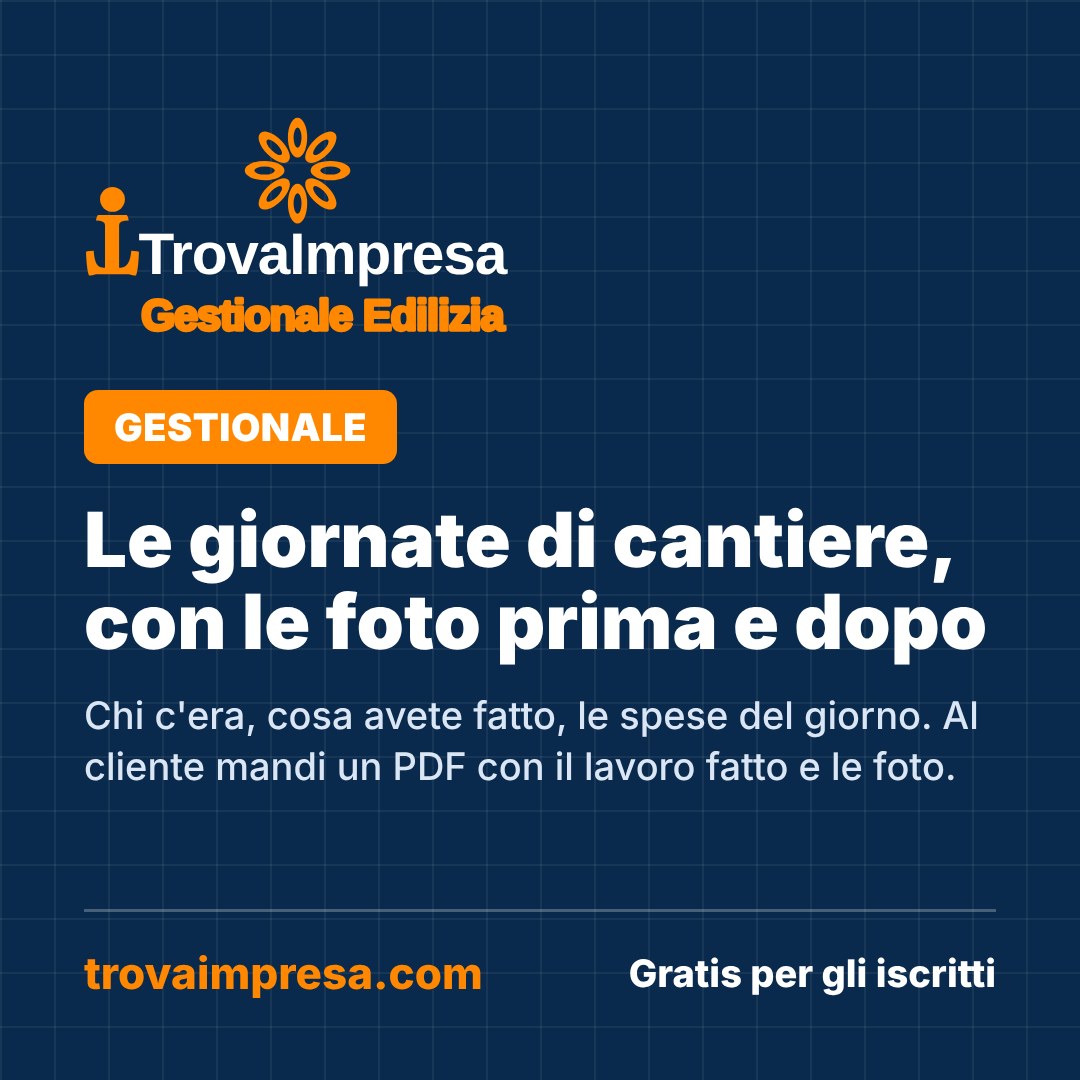 TrovaImpresa
Gestionale Edilizia
GESTIONALE
Le giornate di cantiere,
con le foto prima e dopo
Chi c'era, cosa avete fatto, le spese del giorno. Al
cliente mandi un PDF con il lavoro fatto e le foto.
trovaimpresa.com
Gratis per gli iscritti